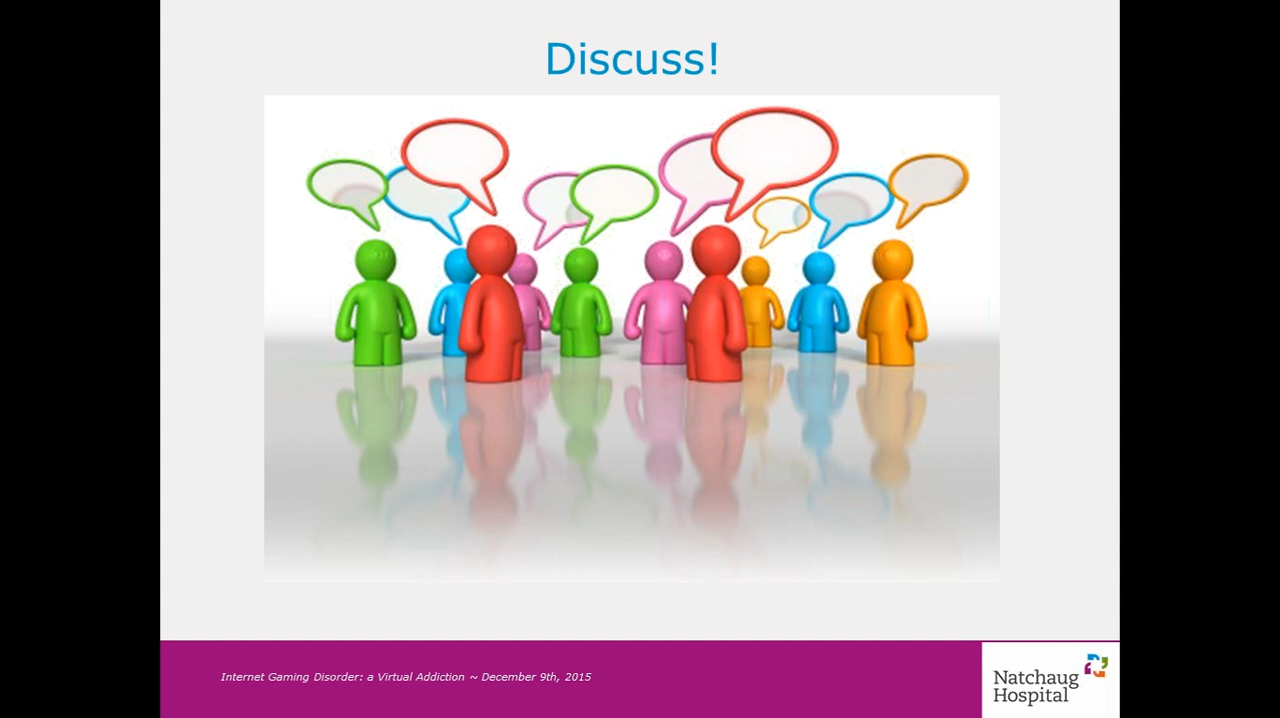 Discuss!
Internet Gaming Disorder: a Virtual Addiction ~ December 9th, 2015
Natchaug
Hospital